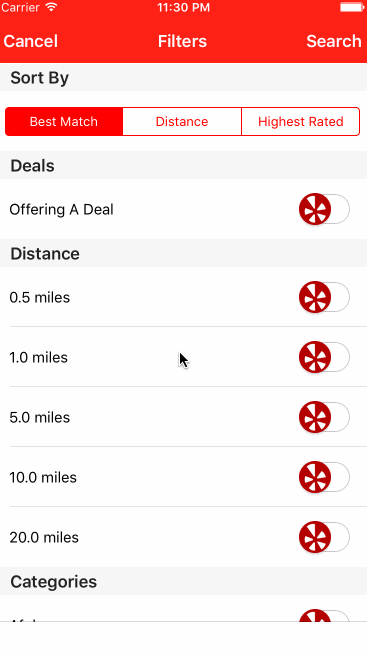 Carrier 11:30 PM
Cancel Filters Search
Sort By
Best Match Distance Highest Rated
Deals
Offering A Deal
Distance
0.5 miles
1.0 miles
5.0 miles
10.0 miles
20.0 miles
Categories